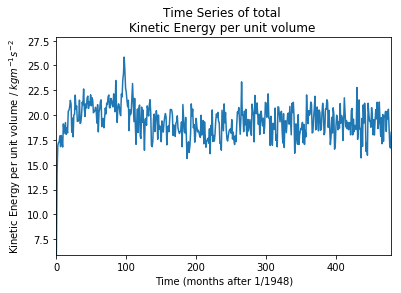 Time Series of total
Kinetic Energy per unit volume
Kinetic Energy per unit volume / kgm⁻¹s⁻²
27.5
25.0
22.5
20.0
17.5
15.0
12.5
10.0
7.5
0 100 200 300 400
Time (months after 1/1948)